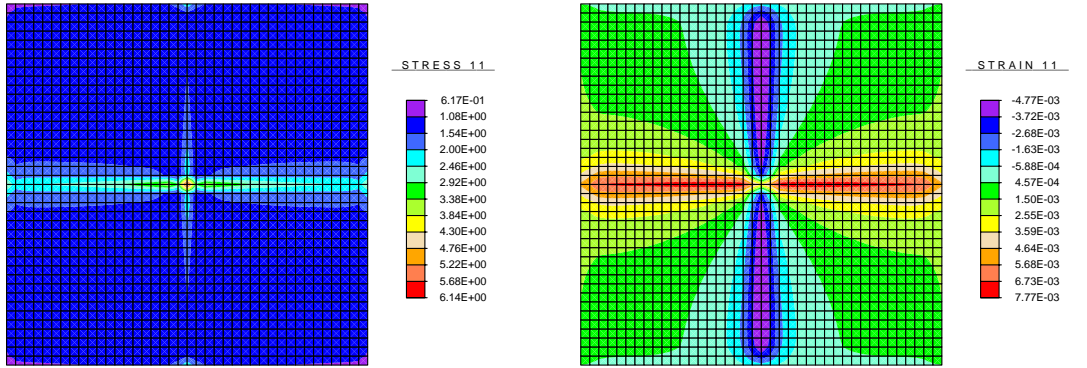 STRESS 11
6.17E-01
1.08E+00
1.54E+00
2.00E+00
2.46E+00
2.92E+00
3.38E+00
3.84E+00
4.30E+00
4.76E+00
5.22E+00
5.68E+00
6.14E+00
STRAIN 11
-4.77E-03
-3.72E-03
-2.68E-03
-1.63E-03
-5.88E-04
4.57E-04
1.50E-03
2.55E-03
3.59E-03
4.64E-03
5.68E-03
6.73E-03
7.77E-03